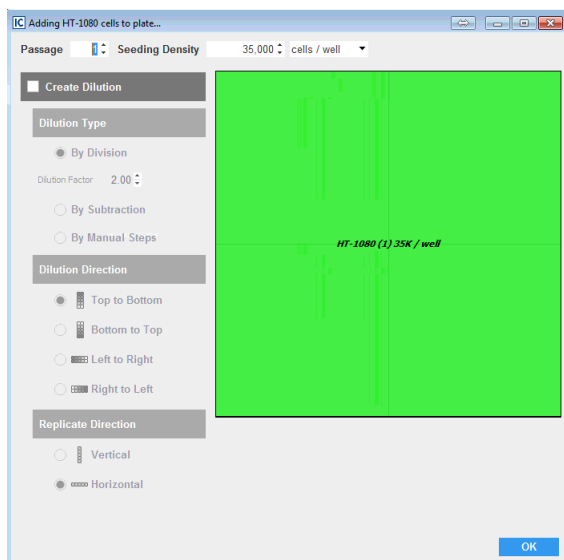 IC Adding HT-1080 cells to plate...
Passage 1 Seeding Density 35,000 cells / well
Create Dilution
Dilution Type
By Division
Dilution Factor 2.00
By Subtraction
By Manual Steps
HT-1080 (1) 35K / well
Dilution Direction
Top to Bottom
Bottom to Top
Left to Right
Right to Left
Replicate Direction
Vertical
Horizontal
OK